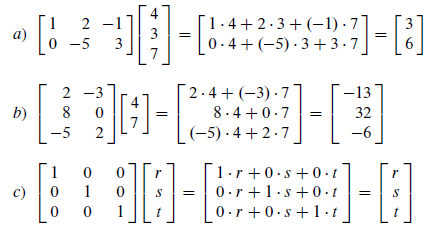 a) [1 2 −1; 0 −5 3] [4; 3; 7] = [1 · 4 + 2 · 3 + (−1) · 7; 0 · 4 + (−5) · 3 + 3 · 7] = [3; 6]
b) [2 −3; 8 0; −5 2] [4; 7] = [2 · 4 + (−3) · 7; 8 · 4 + 0 · 7; (−5) · 4 + 2 · 7] = [−13; 32; −6]
c) [1 0 0; 0 1 0; 0 0 1] [r; s; t] = [1 · r + 0 · s + 0 · t; 0 · r + 1 · s + 0 · t; 0 · r + 0 · s + 1 · t] = [r; s; t]